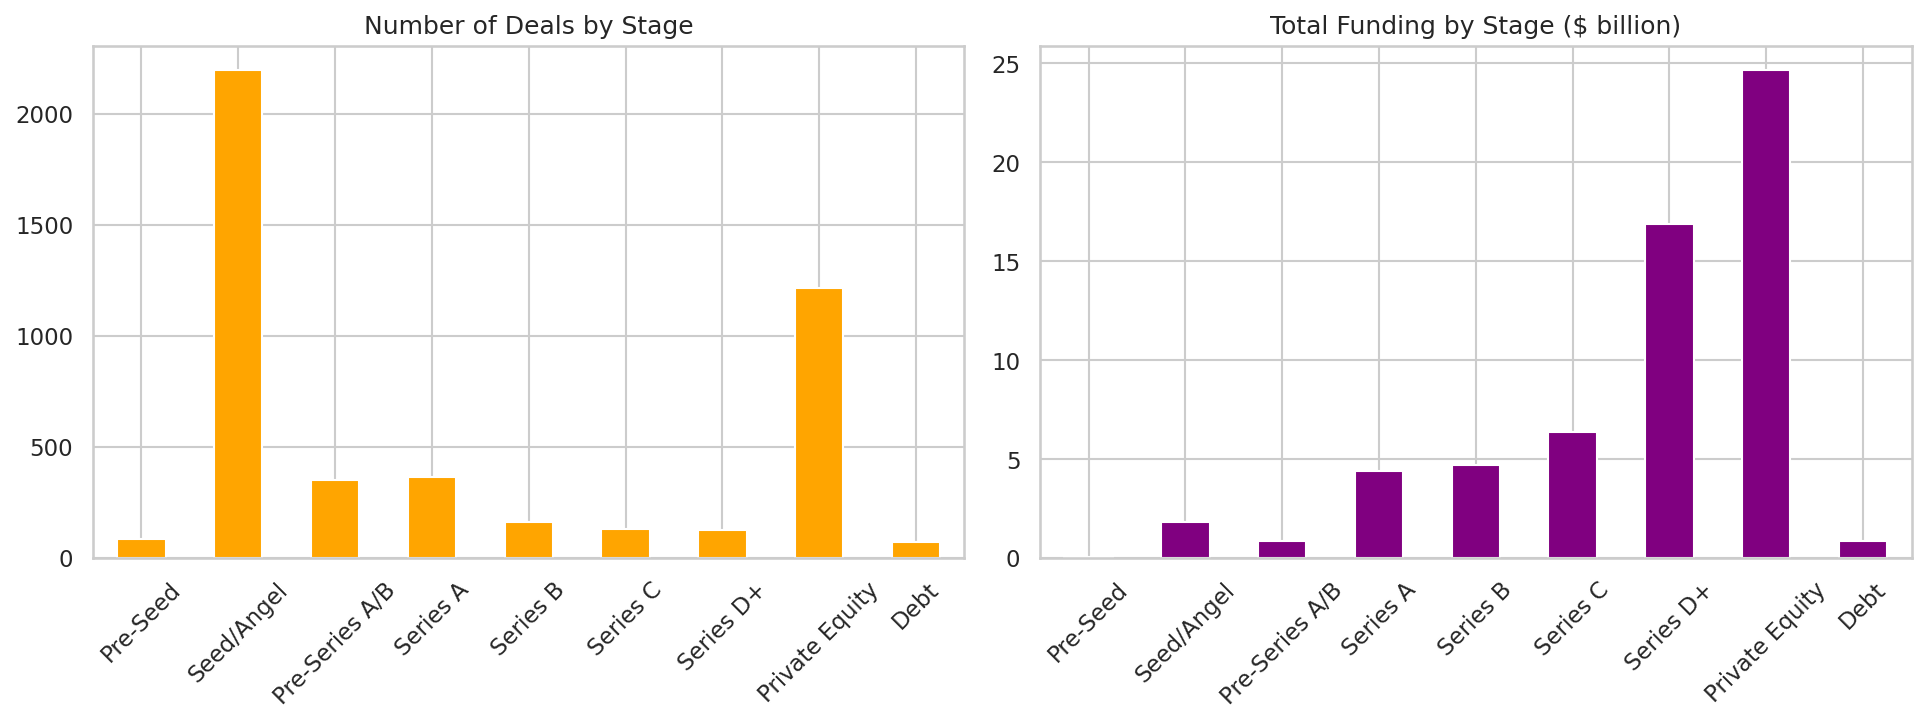 Number of Deals by Stage
2000
1500
1000
500
0
Pre-Seed
Seed/Angel
Pre-Series A/B
Series A
Series B
Series C
Series D+
Private Equity
Debt
Total Funding by Stage ($ billion)
25
20
15
10
5
0
Pre-Seed
Seed/Angel
Pre-Series A/B
Series A
Series B
Series C
Series D+
Private Equity
Debt